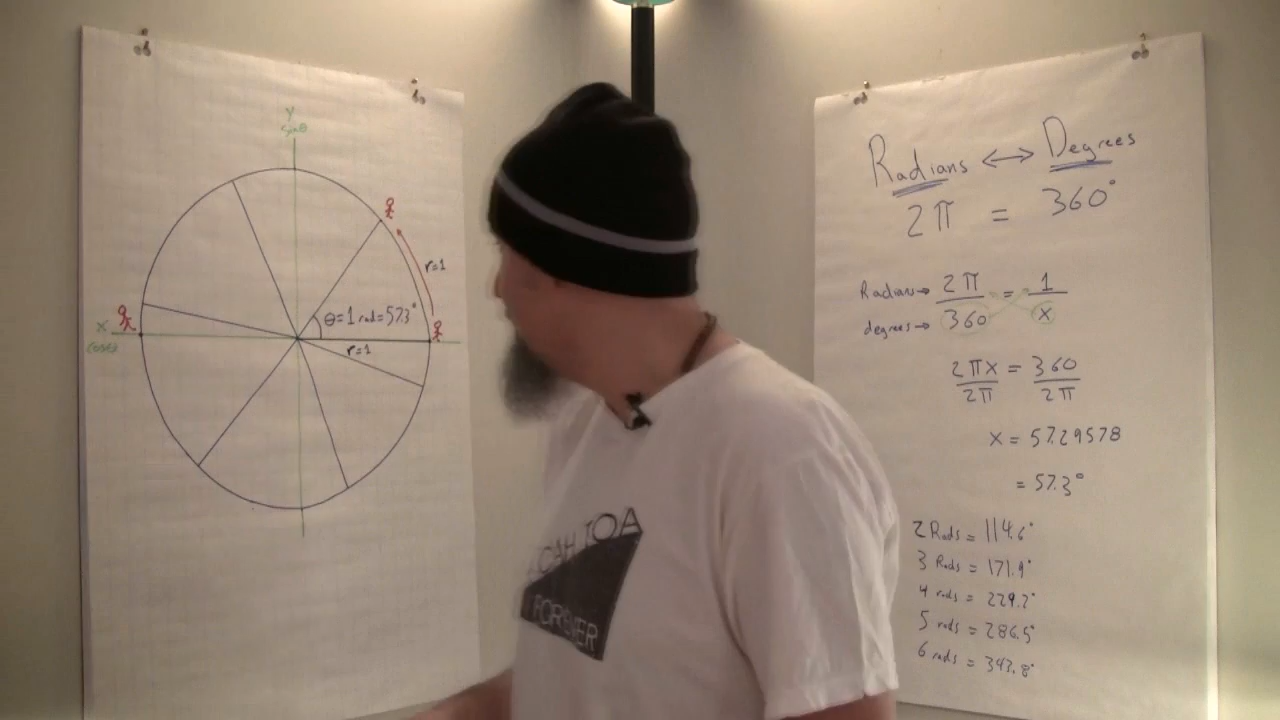 y
sinθ
r=1
θ=1 rad=57.3°
r=1
x
cosθ
Radians ↔ Degrees
2π = 360°
Radians→ 2π = 1
degrees→ 360 x
2πx = 360
2π 2π
x = 57.29578
= 57.3°
2 Rads = 114.6°
3 Rads = 171.9°
4 rads = 229.2°
5 rads = 286.5°
6 rads = 343.8°
FOREVER